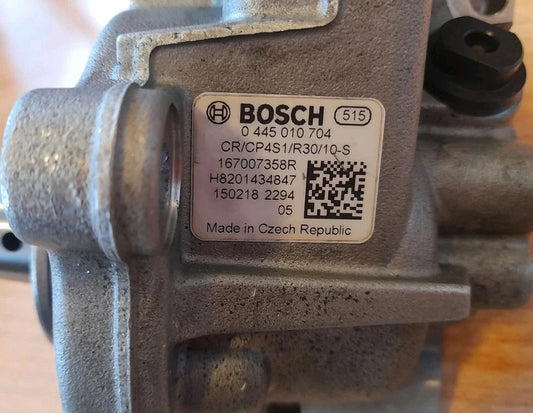 BOSCH 515
0 445 010 704
CR/CP4S1/R30/10-S
167007358R
H8201434847
150218 2294
05
Made in Czech Republic